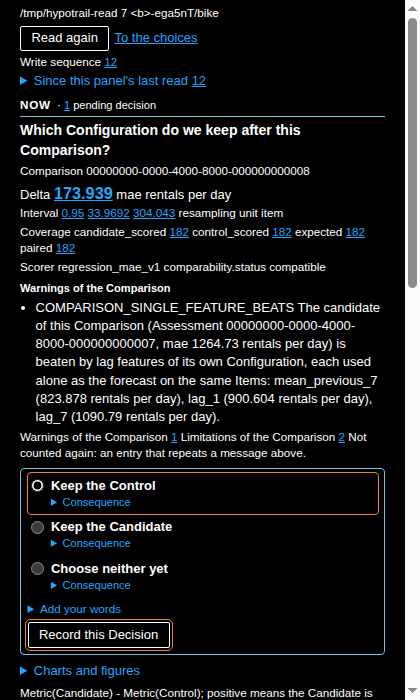 /tmp/hypotrail-read 7 <b>-ega5nT/bike
Read again To the choices
Write sequence 12
Since this panel's last read 12
NOW · 1 pending decision
Which Configuration do we keep after this
Comparison?
Comparison 00000000-0000-4000-8000-000000000008
Delta 173.939 mae rentals per day
Interval 0.95 33.9692 304.043 resampling unit item
Coverage candidate_scored 182 control_scored 182 expected 182
paired 182
Scorer regression_mae_v1 comparability.status compatible
Warnings of the Comparison
• COMPARISON_SINGLE_FEATURE_BEATS The candidate
of this Comparison (Assessment 00000000-0000-4000-
8000-000000000007, mae 1264.73 rentals per day) is
beaten by lag features of its own Configuration, each used
alone as the forecast on the same Items: mean_previous_7
(823.878 rentals per day), lag_1 (900.604 rentals per day),
lag_7 (1090.79 rentals per day).
Warnings of the Comparison 1 Limitations of the Comparison 2 Not
counted again: an entry that repeats a message above.
Keep the Control
Consequence
Keep the Candidate
Consequence
Choose neither yet
Consequence
Add your words
Record this Decision
Charts and figures
Metric(Candidate) - Metric(Control); positive means the Candidate is